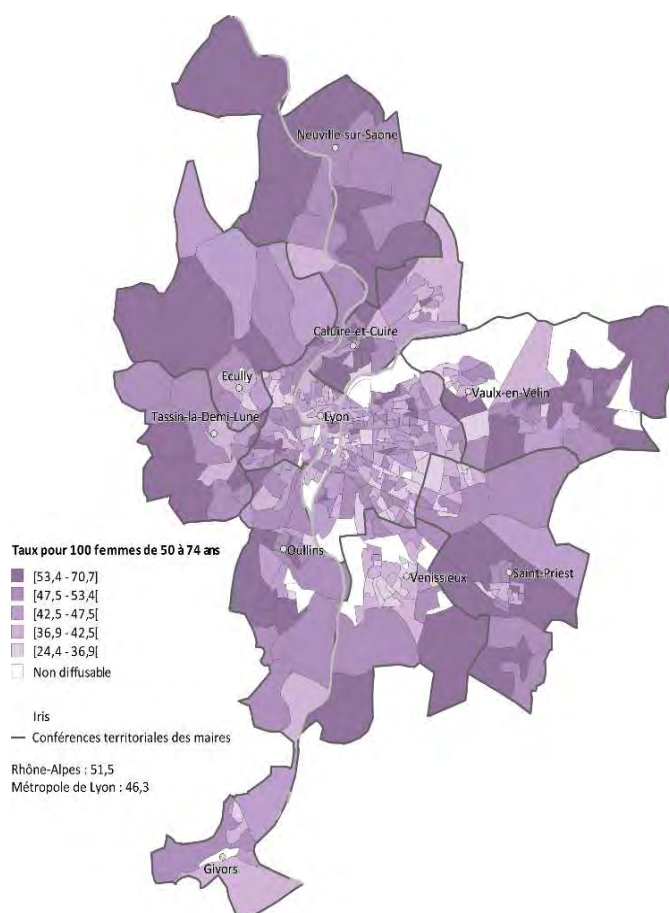 Neuville-sur-Saone
Caluire-et-Cuire
Ecully
Vaulx-en-Velin
Tassin-la-Demi-Lune
Lyon
Taux pour 100 femmes de 50 à 74 ans
Oullins
Saint-Priest
Venissieux
[53,4 - 70,7]
[47,5 - 53,4[
[42,5 - 47,5[
[36,9 - 42,5[
[24,4 - 36,9[
Non diffusable
Iris
Conférences territoriales des maires
Rhône-Alpes : 51,5
Métropole de Lyon : 46,3
Givors